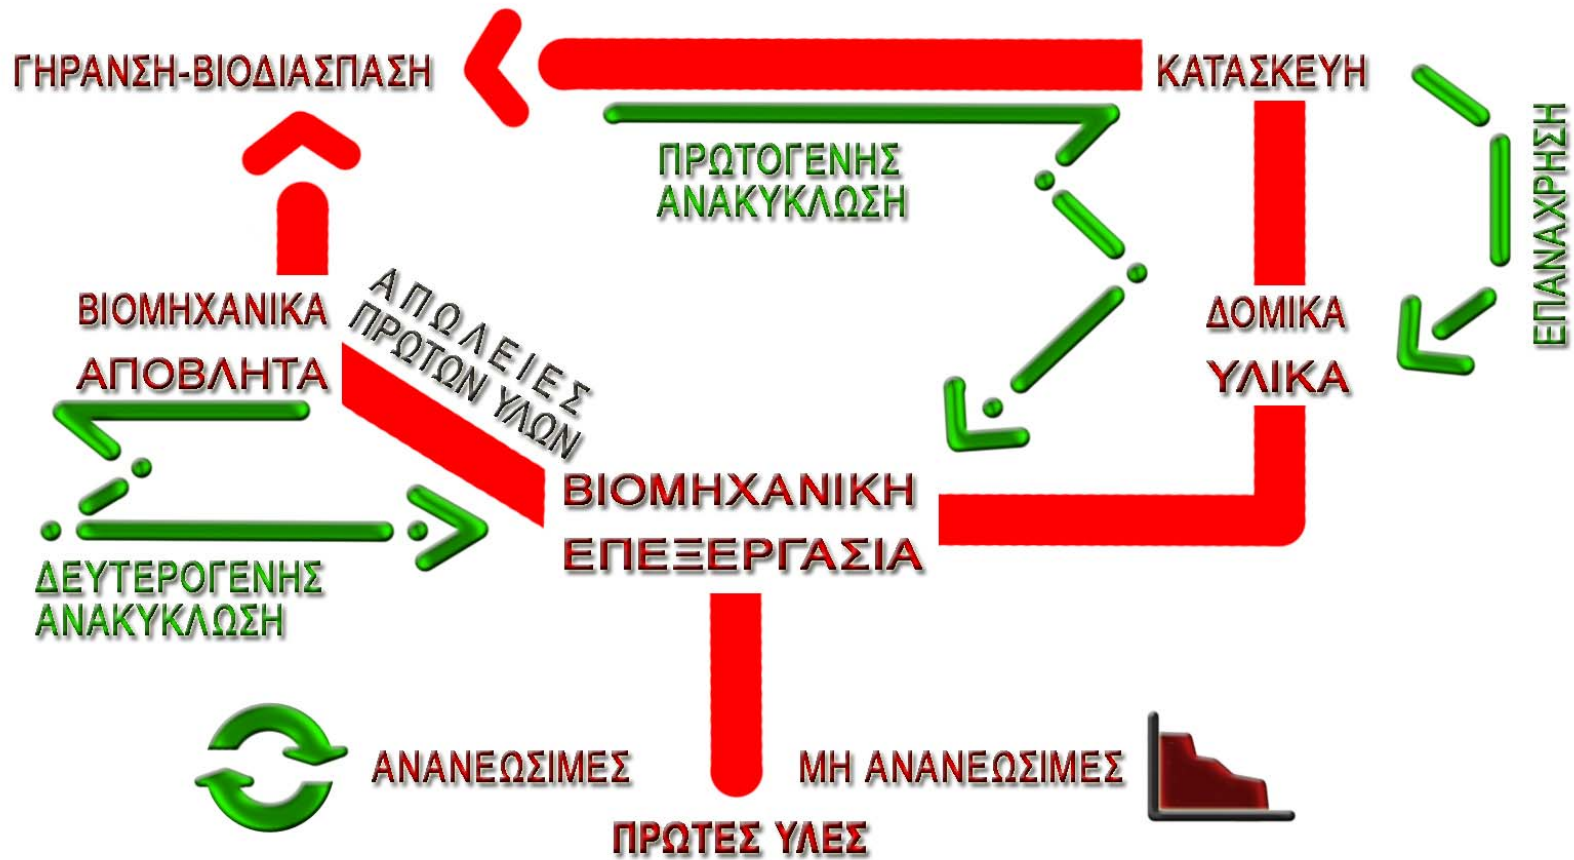 ΓΗΡΑΝΣΗ-ΒΙΟΔΙΑΣΠΑΣΗ
ΚΑΤΑΣΚΕΥΗ
ΠΡΩΤΟΓΕΝΗΣ
ΑΝΑΚΥΚΛΩΣΗ
ΕΠΑΝΑΧΡΗΣΗ
ΒΙΟΜΗΧΑΝΙΚΑ
ΑΠΟΒΛΗΤΑ
ΑΠΩΛΕΙΕΣ
ΠΡΩΤΩΝ ΥΛΩΝ
ΔΟΜΙΚΑ
ΥΛΙΚΑ
ΒΙΟΜΗΧΑΝΙΚΗ
ΕΠΕΞΕΡΓΑΣΙΑ
ΔΕΥΤΕΡΟΓΕΝΗΣ
ΑΝΑΚΥΚΛΩΣΗ
ΑΝΑΝΕΩΣΙΜΕΣ
ΜΗ ΑΝΑΝΕΩΣΙΜΕΣ
ΠΡΩΤΕΣ ΥΛΕΣ